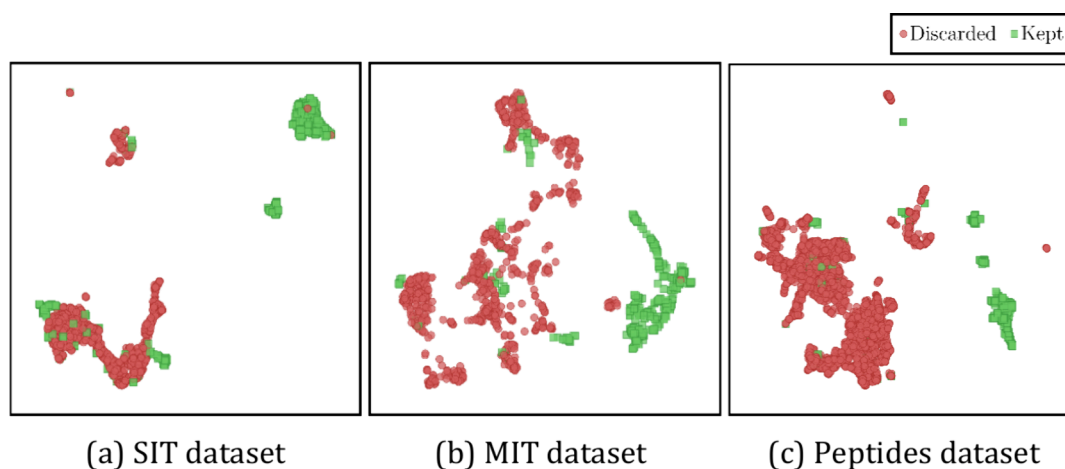 Discarded Kept
(a) SIT dataset
(b) MIT dataset
(c) Peptides dataset